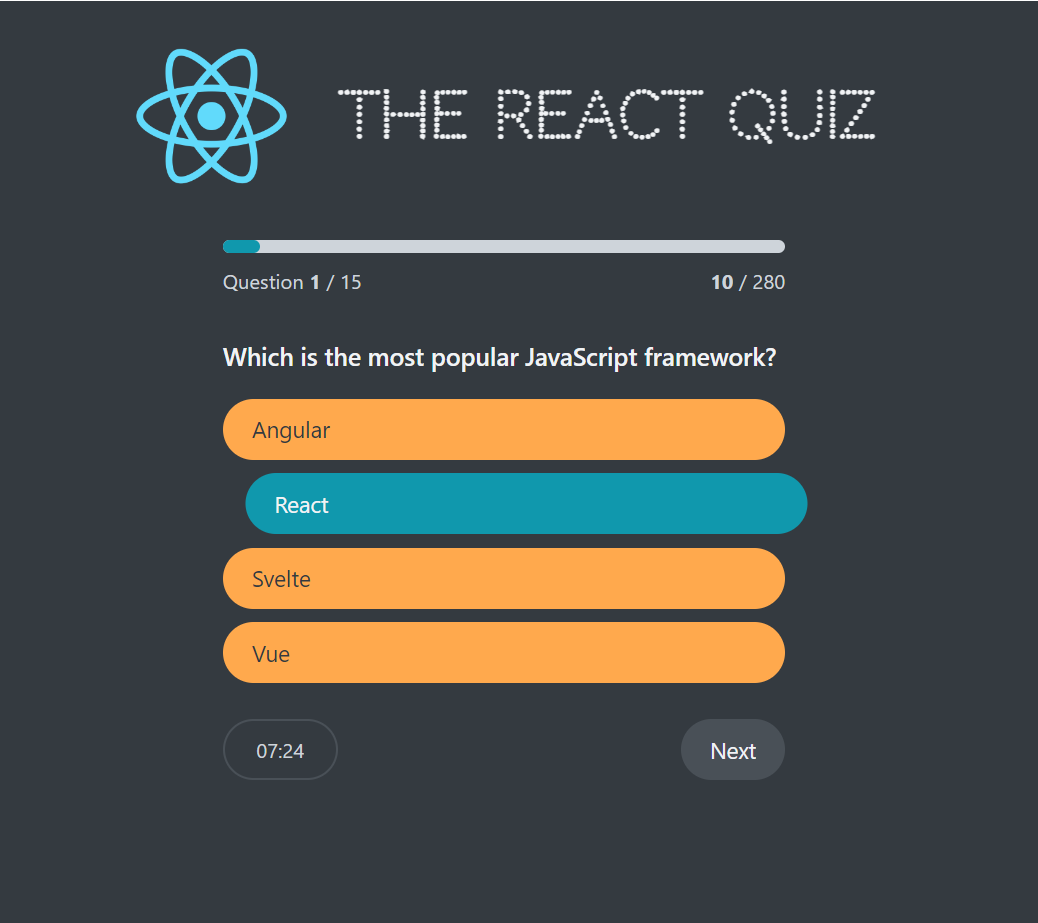 THE REACT QUIZ
Question 1 / 15
10 / 280
Which is the most popular JavaScript framework?
Angular
React
Svelte
Vue
07:24
Next